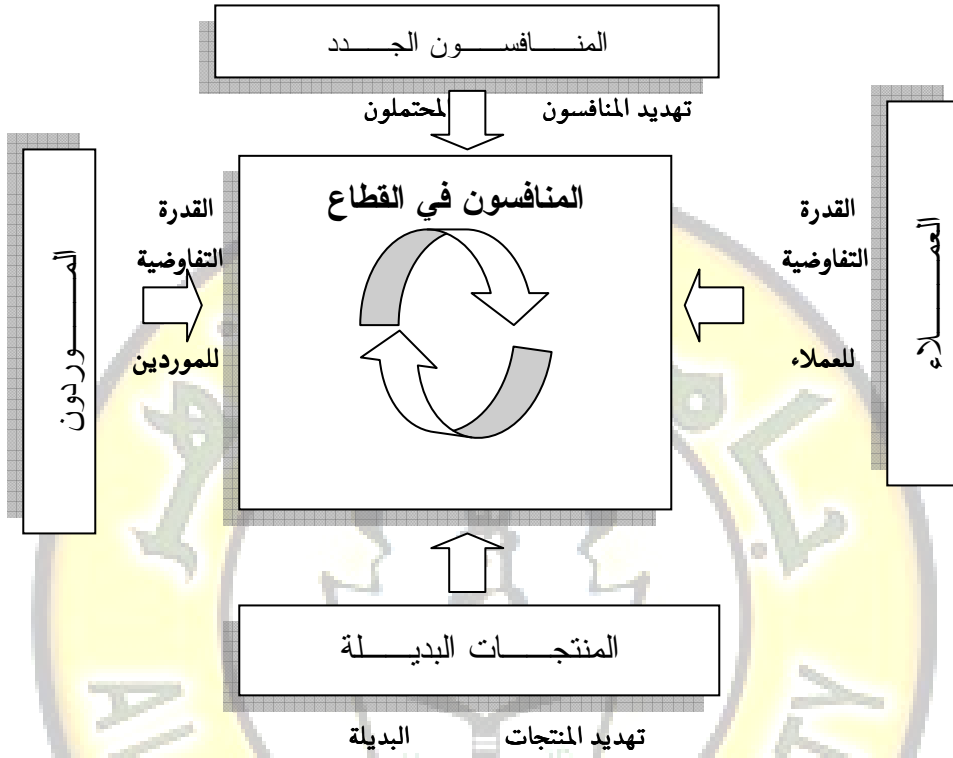 المنافسون الجدد
تهديد المنافسون المحتملون
المنافسون في القطاع
العملاء
القدرة
التفاوضية
للعملاء
القدرة
التفاوضية
للموردين
الموردون
المنتجات البديلة
تهديد المنتجات البديلة